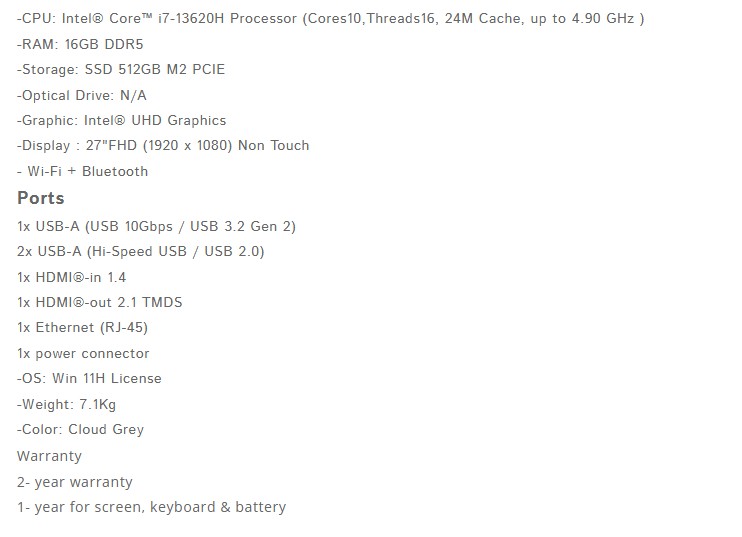 -CPU: Intel® Core™ i7-13620H Processor (Cores10,Threads16, 24M Cache, up to 4.90 GHz )
-RAM: 16GB DDR5
-Storage: SSD 512GB M2 PCIE
-Optical Drive: N/A
-Graphic: Intel® UHD Graphics
-Display : 27"FHD (1920 x 1080) Non Touch
- Wi-Fi + Bluetooth
Ports
1x USB-A (USB 10Gbps / USB 3.2 Gen 2)
2x USB-A (Hi-Speed USB / USB 2.0)
1x HDMI®-in 1.4
1x HDMI®-out 2.1 TMDS
1x Ethernet (RJ-45)
1x power connector
-OS: Win 11H License
-Weight: 7.1Kg
-Color: Cloud Grey
Warranty
2- year warranty
1- year for screen, keyboard & battery